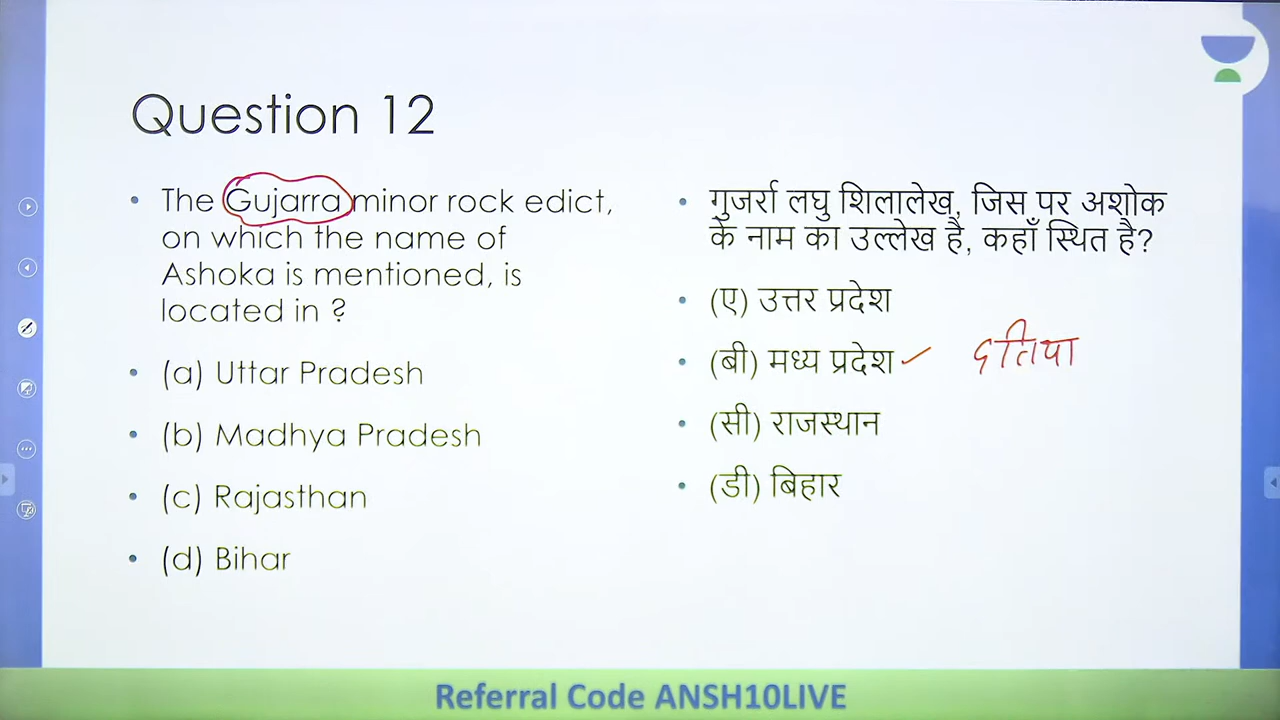 Question 12
The Gujarra minor rock edict,
on which the name of
Ashoka is mentioned, is
located in ?
(a) Uttar Pradesh
(b) Madhya Pradesh
(c) Rajasthan
(d) Bihar
गुजर्रा लघु शिलालेख, जिस पर अशोक
के नाम का उल्लेख है, कहाँ स्थित है?
(ए) उत्तर प्रदेश
(बी) मध्य प्रदेश
दतिया
(सी) राजस्थान
(डी) बिहार
Referral Code ANSH10LIVE